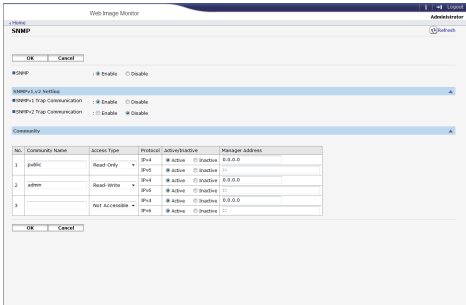 Web Image Monitor
Logout
Administrator
Home
SNMP
Refresh
OK Cancel
SNMP : Enable Disable
SNMPv1,v2 Setting
SNMPv1 Trap Communication : Enable Disable
SNMPv2 Trap Communication : Enable Disable
Community
No. Community Name Access Type Protocol Active/Inactive Manager Address
1 public Read-Only IPv4 Active Inactive 0.0.0.0
IPv6 Active Inactive ::
2 admin Read-Write IPv4 Active Inactive 0.0.0.0
IPv6 Active Inactive ::
3 Not Accessible IPv4 Active Inactive 0.0.0.0
IPv6 Active Inactive ::
OK Cancel